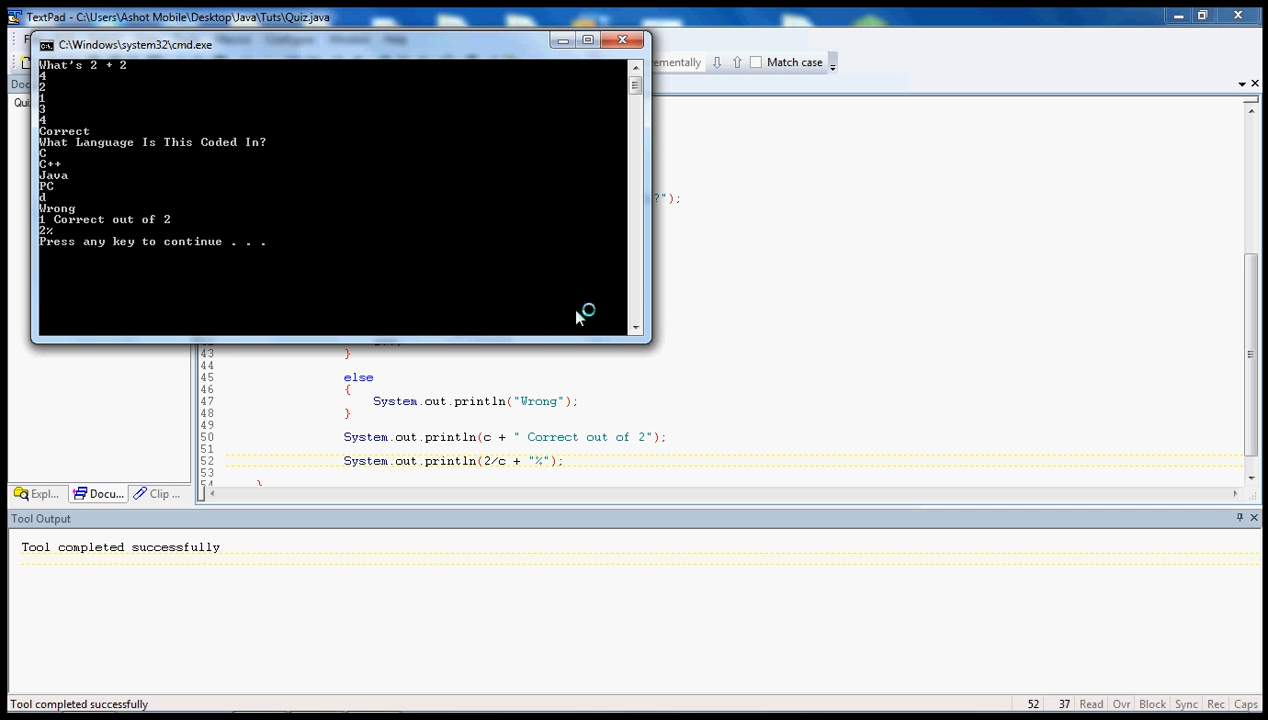 TextPad - C:\Users\Ashot Mobile\Desktop\Java\Tuts\Quiz.java
C:\Windows\system32\cmd.exe
What's 2 + 2
4
2
1
3
4
Correct
What Language Is This Coded In?
C
C++
Java
PC
d
Wrong
1 Correct out of 2
2%
Press any key to continue . . .
Match case
?");
43 }
44
45 else
46 {
47 System.out.println("Wrong");
48 }
50 System.out.println(c + " Correct out of 2");
51
52 System.out.println(2/c + "%");
53
54 }
Expl... Docu... Clip ...
Tool Output
Tool completed successfully
Tool completed successfully
52 37 Read Ovr Block Sync Rec Caps